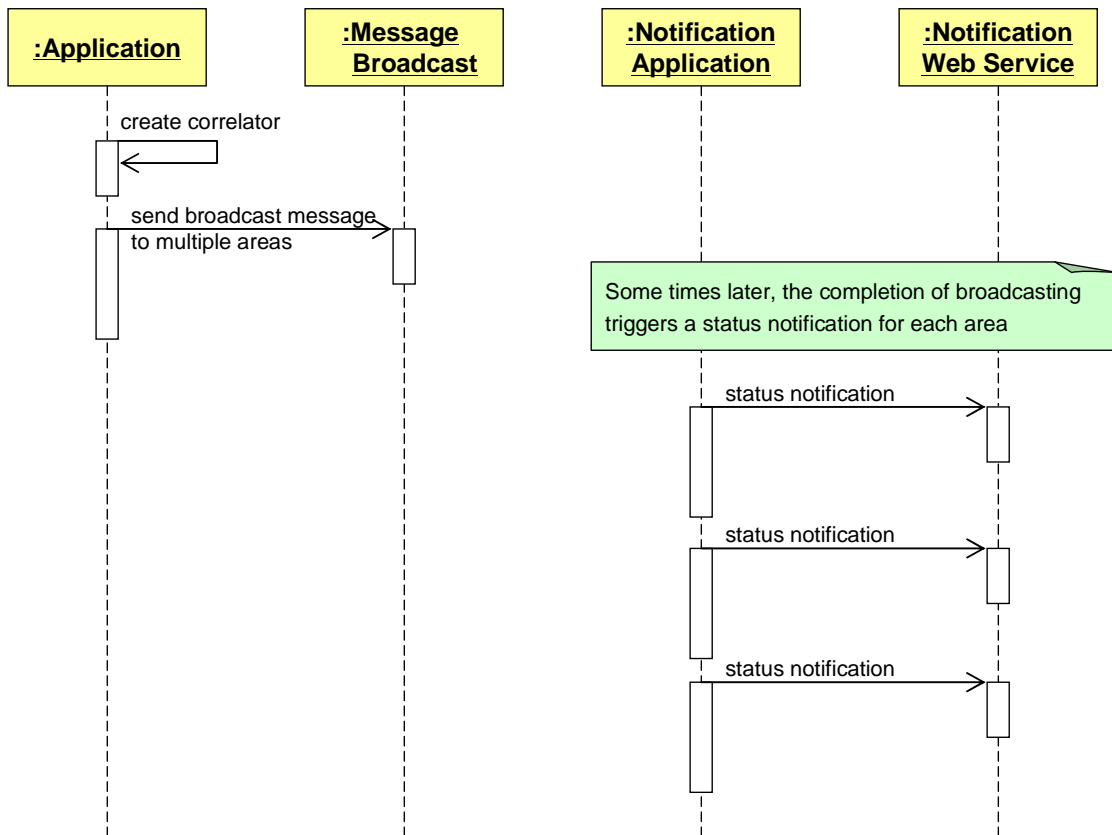 :Application
:Message
Broadcast
:Notification
Application
:Notification
Web Service
create correlator
send broadcast message
to multiple areas
Some times later, the completion of broadcasting
triggers a status notification for each area
status notification
status notification
status notification